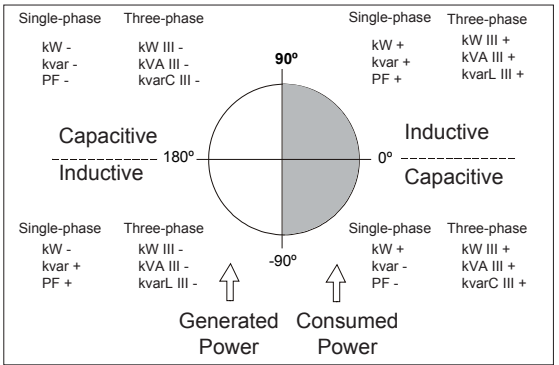 Single-phase Three-phase
kW - kW III -
kvar - kVA III -
PF - kvarC III -
90º
Single-phase Three-phase
kW + kW III +
kvar + kVA III +
PF + kvarL III +
Capacitive
180º
Inductive
Inductive
0º
Capacitive
Single-phase Three-phase
kW - kW III -
kvar + kVA III -
PF + kvarL III -
-90º
Single-phase Three-phase
kW + kW III +
kvar - kVA III +
PF - kvarC III +
Generated
Power
Consumed
Power